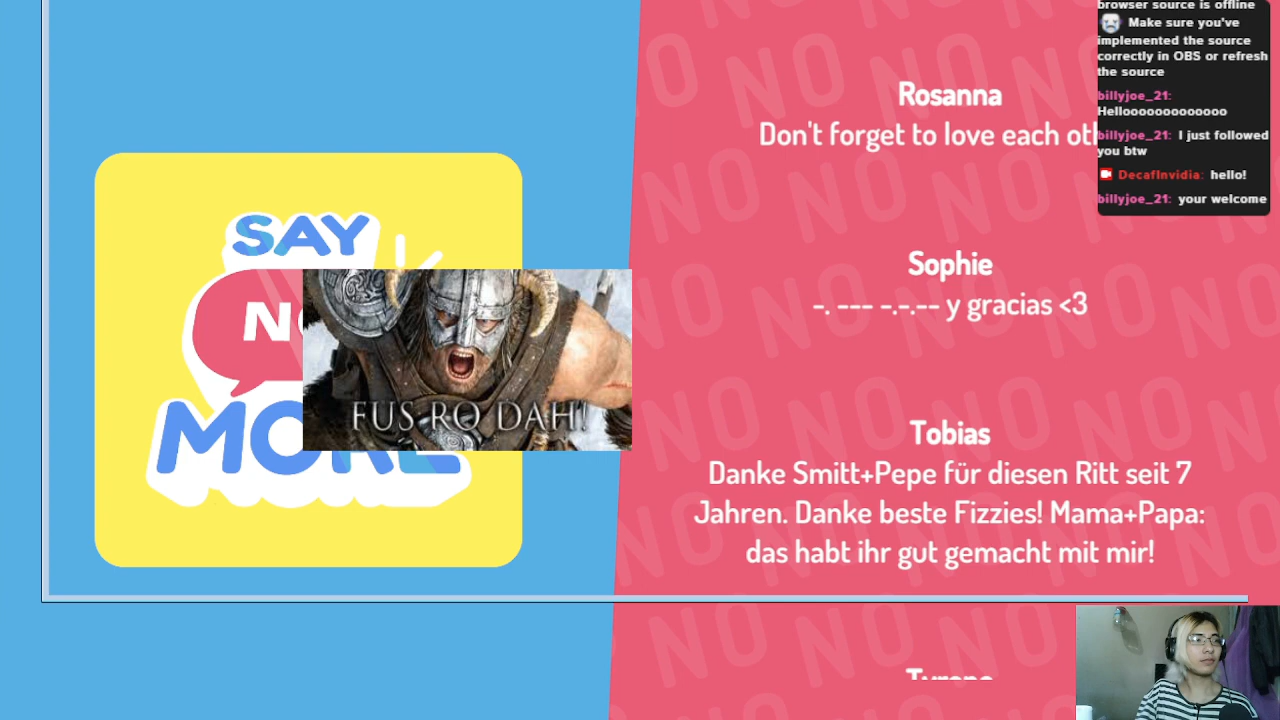 SAY
NO
MORE
FUS RO DAH!
Rosanna
Don't forget to love each oth
Sophie
-. --- -.-.-- y gracias <3
Tobias
Danke Smitt+Pepe für diesen Ritt seit 7
Jahren. Danke beste Fizzies! Mama+Papa:
das habt ihr gut gemacht mit mir!
browser source is offline
Make sure you've
implemented the source
correctly in OBS or refresh
the source
billyjoe_21:
Helloooooooooooo
billyjoe_21: I just followed
you btw
DecafInvidia: hello!
billyjoe_21: your welcome